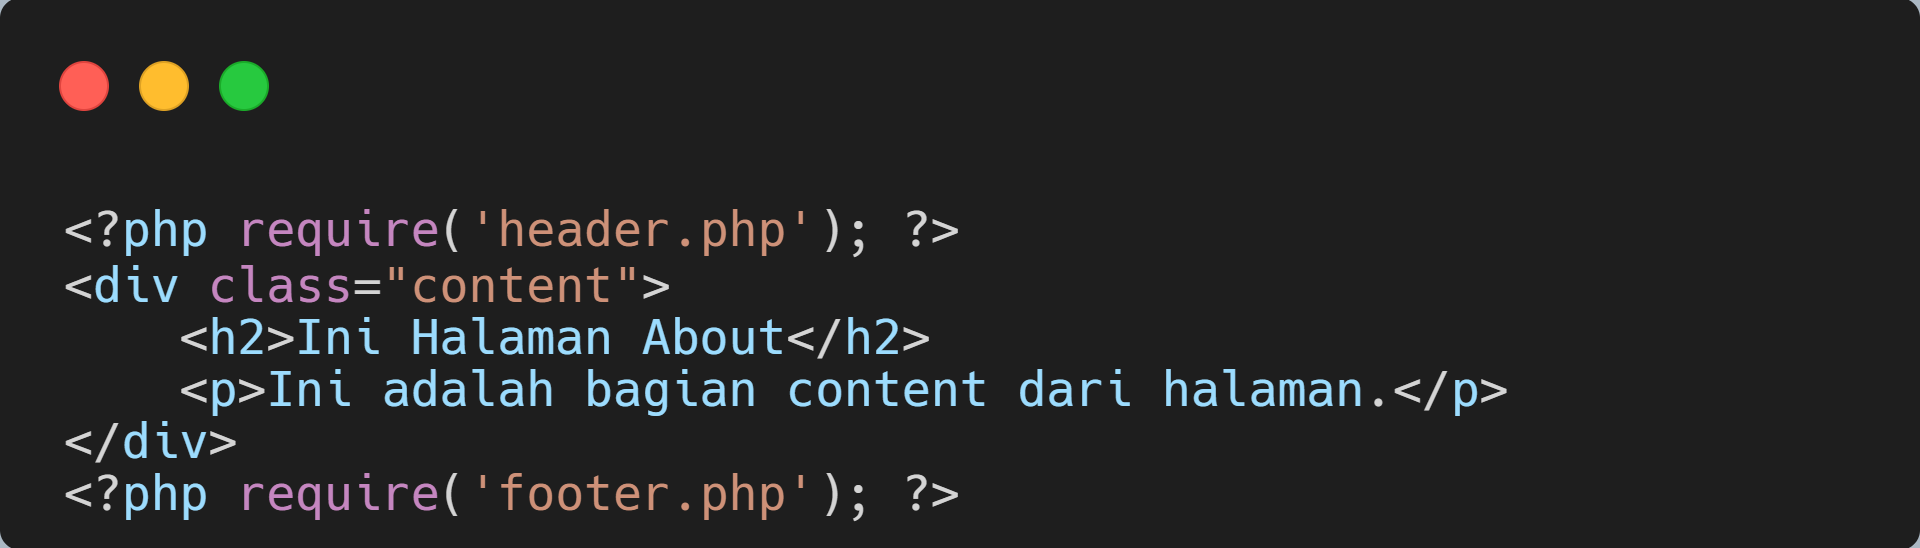 <?php require('header.php'); ?>
<div class="content">
    <h2>Ini Halaman About</h2>
    <p>Ini adalah bagian content dari halaman.</p>
</div>
<?php require('footer.php'); ?>